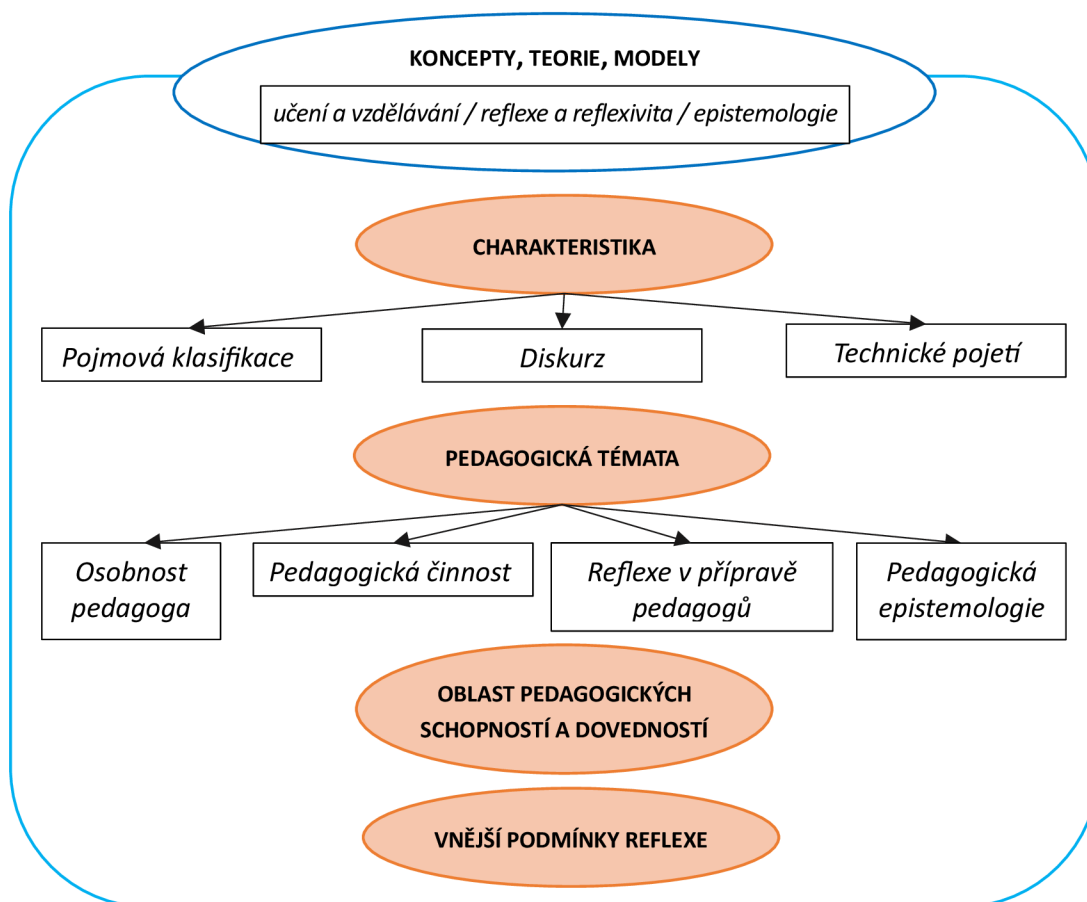 KONCEPTY, TEORIE, MODELY
učení a vzdělávání / reflexe a reflexivita / epistemologie
CHARAKTERISTIKA
Pojmová klasifikace
Diskurz
Technické pojetí
PEDAGOGICKÁ TÉMATA
Osobnost
pedagoga
Pedagogická činnost
Reflexe v přípravě
pedagogů
Pedagogická
epistemologie
OBLAST PEDAGOGICKÝCH
SCHOPNOSTÍ A DOVEDNOSTÍ
VNĚJŠÍ PODMÍNKY REFLEXE